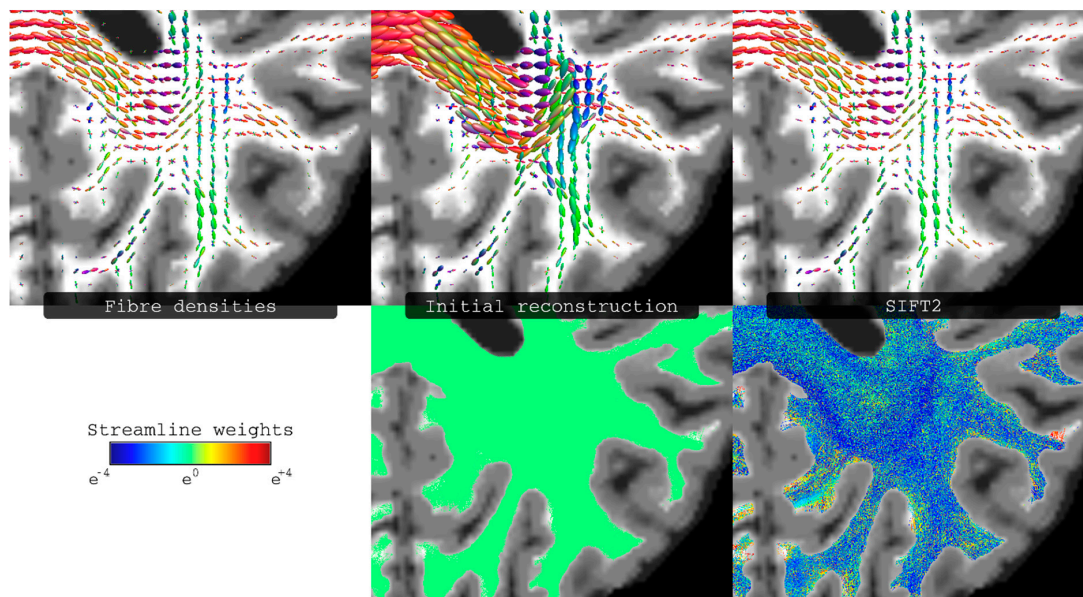 Fibre densities
Initial reconstruction
SIFT2
Streamline weights
e-4 e0 e+4